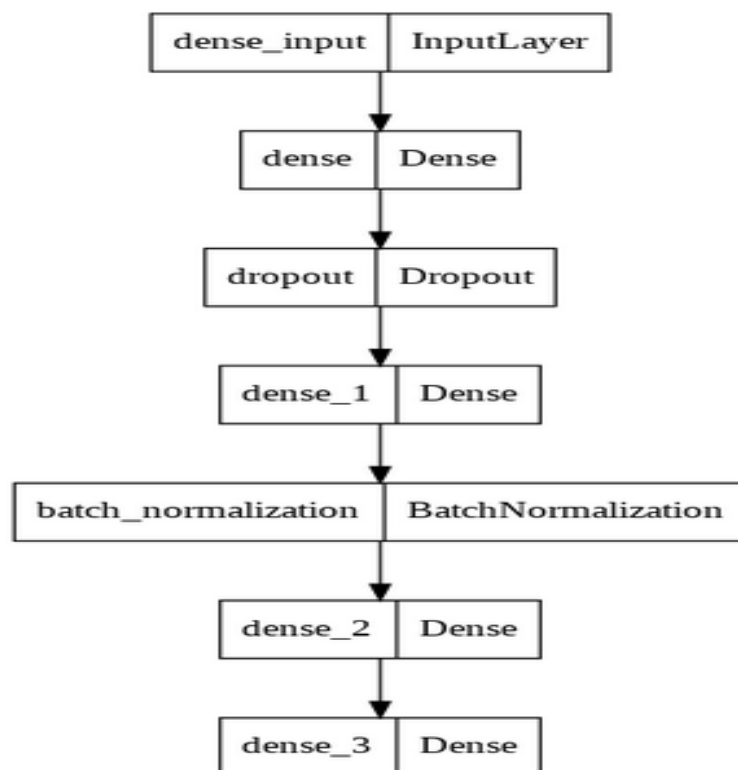 dense_input InputLayer
dense Dense
dropout Dropout
dense_1 Dense
batch_normalization BatchNormalization
dense_2 Dense
dense_3 Dense